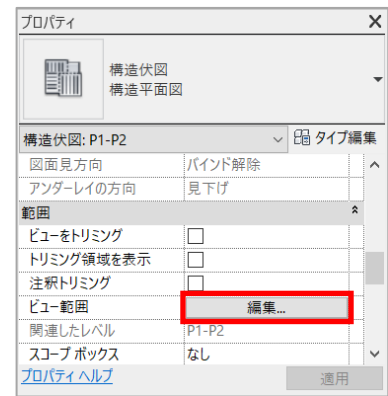 プロパティ
構造伏図
構造平面図
構造伏図: P1-P2
タイプ編集
図面見方向 バインド解除
アンダーレイの方向 見下げ
範囲
ビューをトリミング
トリミング領域を表示
注釈トリミング
ビュー範囲 編集...
関連したレベル P1-P2
スコープ ボックス なし
プロパティ ヘルプ
適用